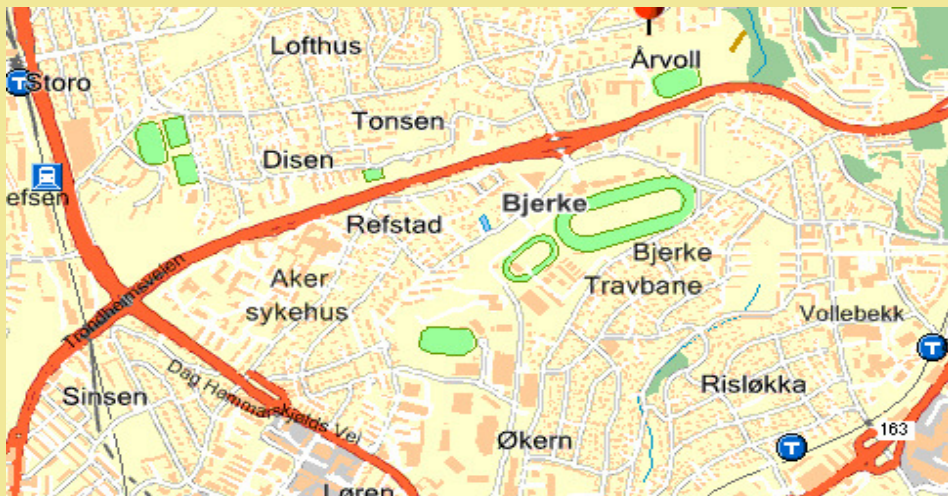 Lofthus
Årvoll
T
Storo
Tonsen
Disen
efsen
Bjerke
Refstad
Bjerke
Travbane
Aker
sykehus
Trondheimsveien
Vollebekk
T
Dag Hammarskjølds Vei
Risløkka
Sinsen
163
Økern
T
Løren